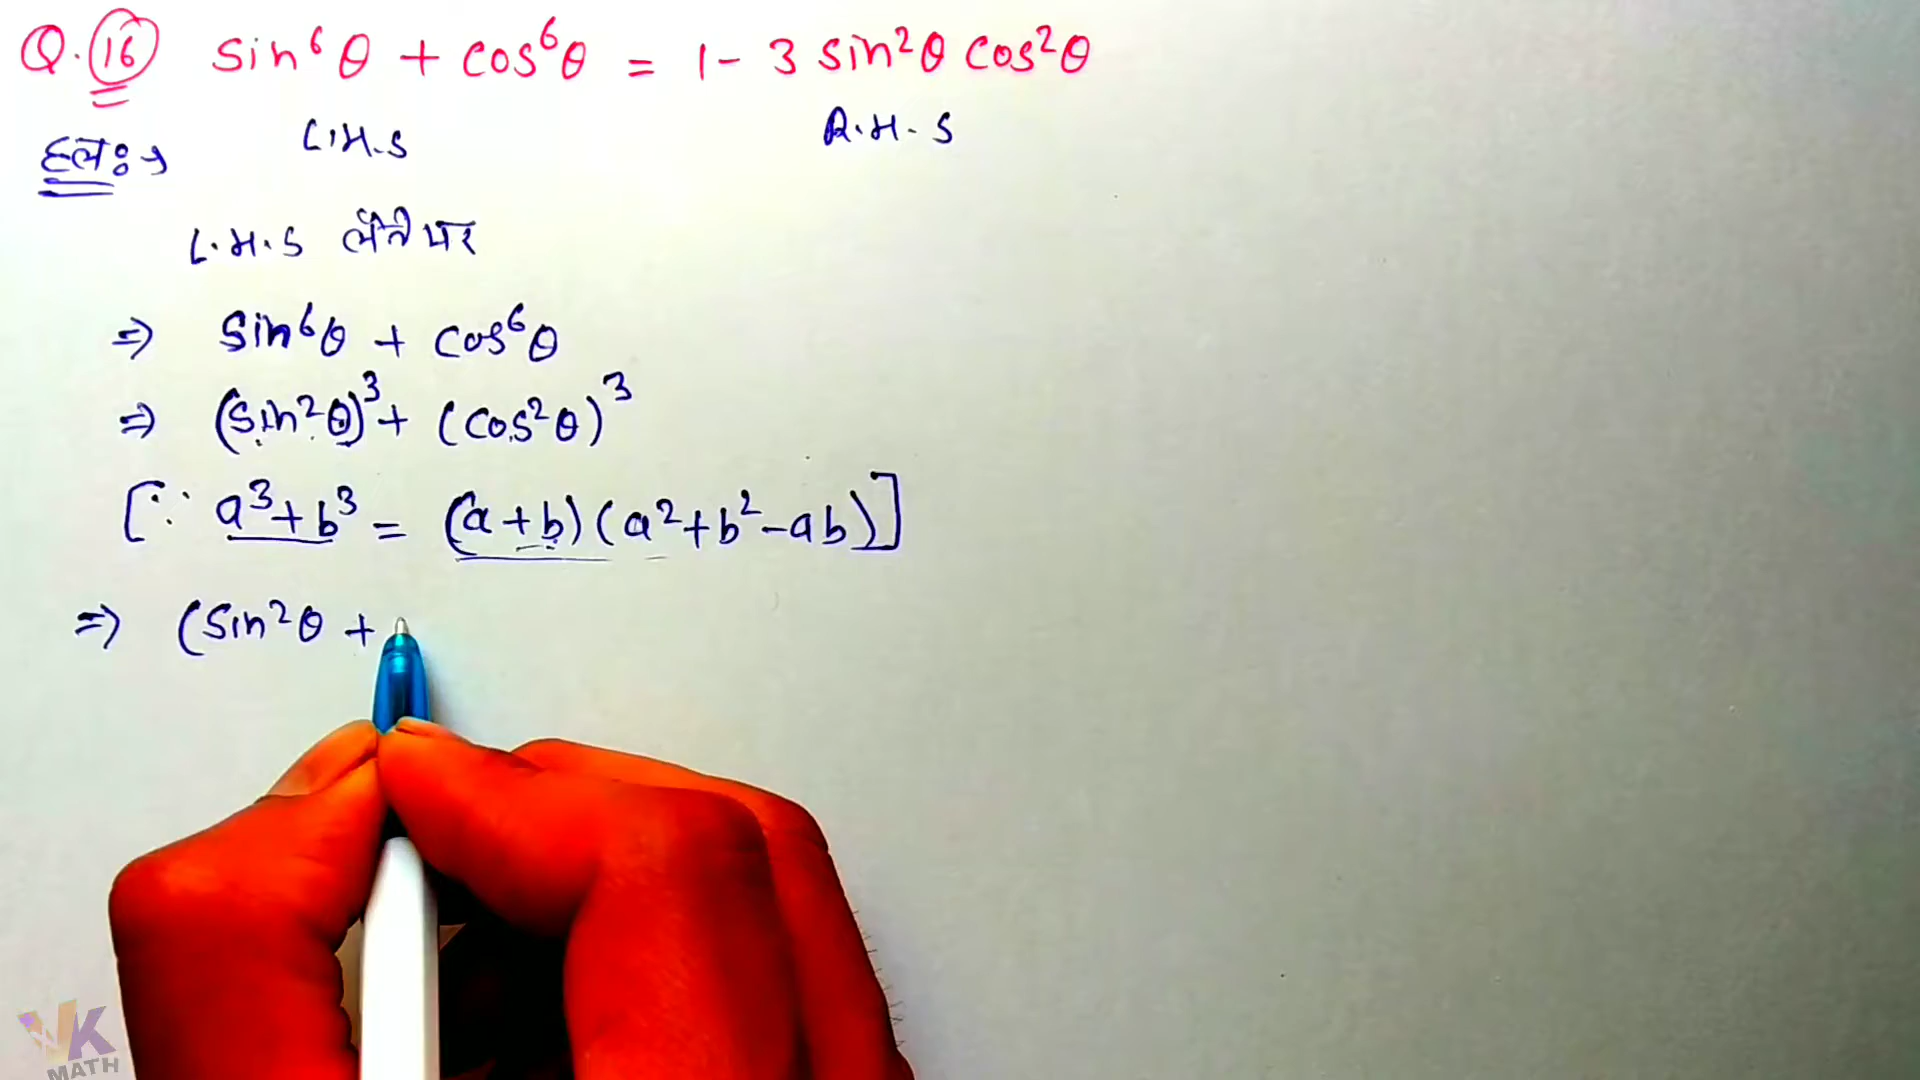 Q.16 sin⁶θ + cos⁶θ = 1 - 3 sin²θ cos²θ
हलः→ L.H.S R.H.S
L.H.S लेने पर
⇒ sin⁶θ + cos⁶θ
⇒ (sin²θ)³ + (cos²θ)³
[∵ a³+b³ = (a+b)(a²+b²-ab)]
⇒ (sin²θ +
VK
MATH